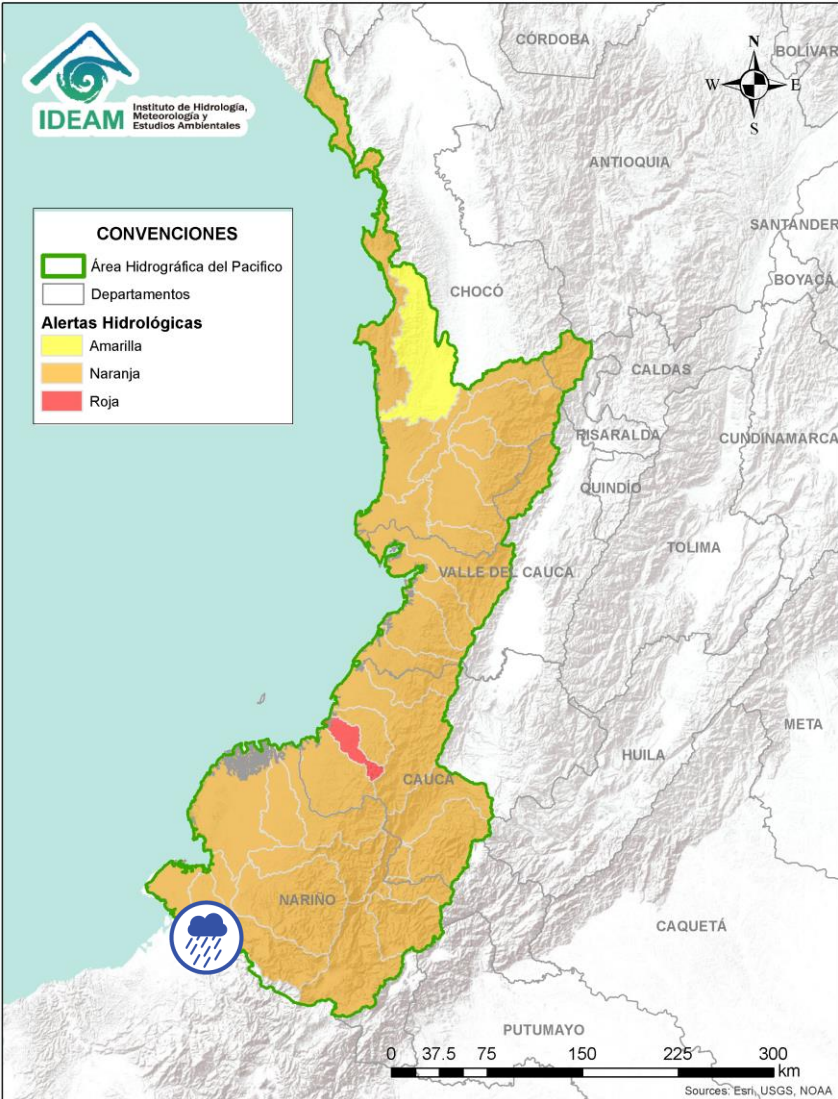 IDEAM
Instituto de Hidrología,
Meteorología y
Estudios Ambientales
N
W
E
S
CÓRDOBA
BOLÍVAR
ANTIOQUIA
SANTANDER
BOYACÁ
CHOCÓ
CALDAS
RISARALDA
CUNDINAMARCA
QUINDÍO
TOLIMA
VALLE DEL CAUCA
META
HUILA
CAUCA
NARIÑO
CAQUETÁ
PUTUMAYO
CONVENCIONES
Área Hidrográfica del Pacifico
Departamentos
Alertas Hidrológicas
Amarilla
Naranja
Roja
0 37.5 75 150 225 300
km
Sources: Esri, USGS, NOAA